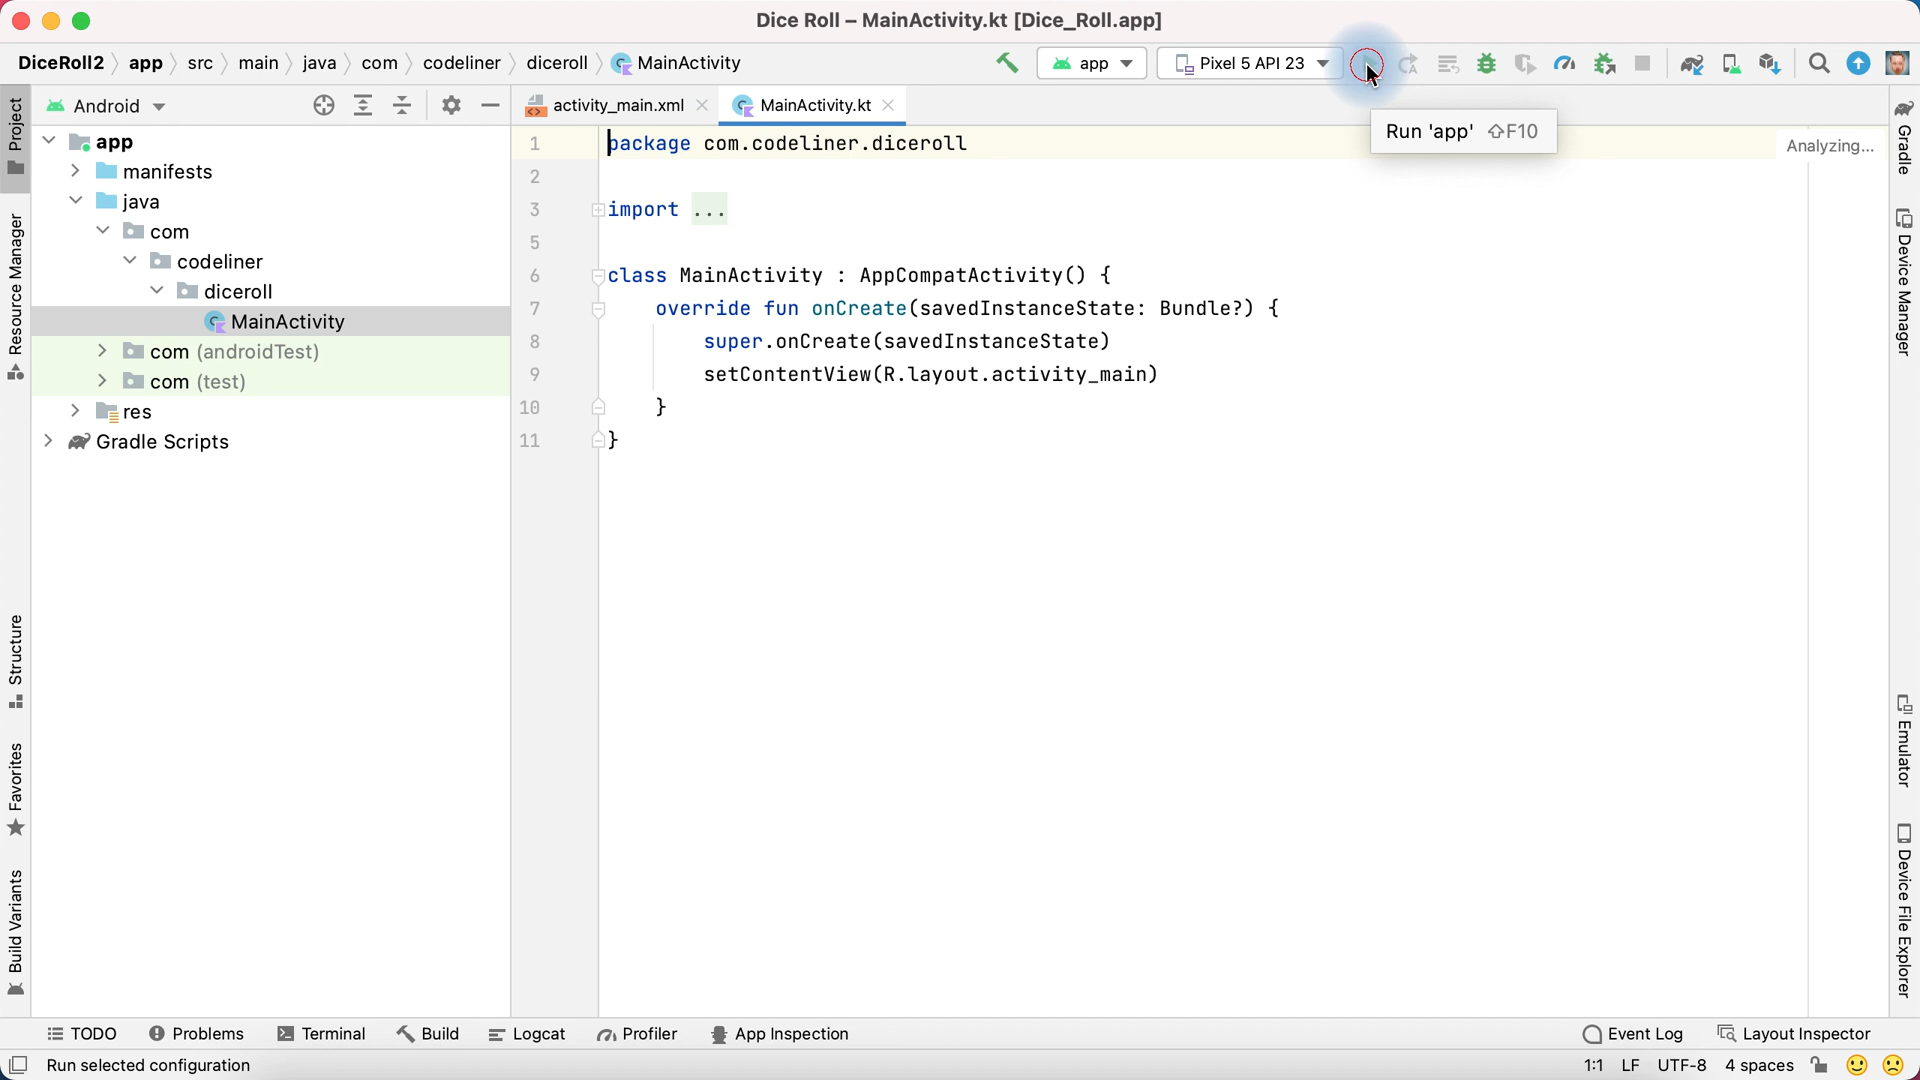 Dice Roll – MainActivity.kt [Dice_Roll.app]
DiceRoll2 app src main java com codeliner diceroll MainActivity
app
Pixel 5 API 23
Run 'app' ⇧F10
Project
Resource Manager
Structure
Favorites
Build Variants
Android
app
manifests
java
com
codeliner
diceroll
MainActivity
com (androidTest)
com (test)
res
Gradle Scripts
activity_main.xml
MainActivity.kt
Analyzing...
1 package com.codeliner.diceroll
2
3 import ...
5
6 class MainActivity : AppCompatActivity() {
7 override fun onCreate(savedInstanceState: Bundle?) {
8 super.onCreate(savedInstanceState)
9 setContentView(R.layout.activity_main)
10 }
11 }
Gradle
Device Manager
Emulator
Device File Explorer
TODO Problems Terminal Build Logcat Profiler App Inspection Event Log Layout Inspector
Run selected configuration 1:1 LF UTF-8 4 spaces